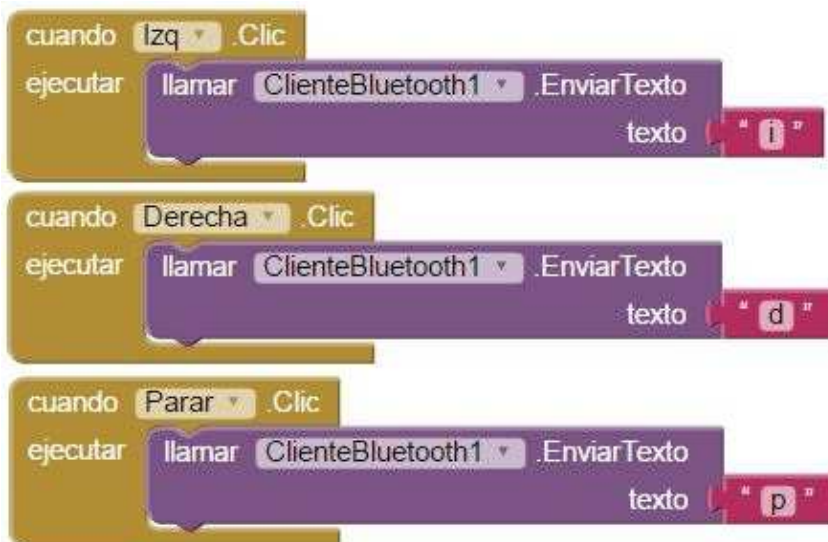 cuando Izq .Clic
ejecutar llamar ClienteBluetooth1 .EnviarTexto
texto " i "
cuando Derecha .Clic
ejecutar llamar ClienteBluetooth1 .EnviarTexto
texto " d "
cuando Parar .Clic
ejecutar llamar ClienteBluetooth1 .EnviarTexto
texto " p "